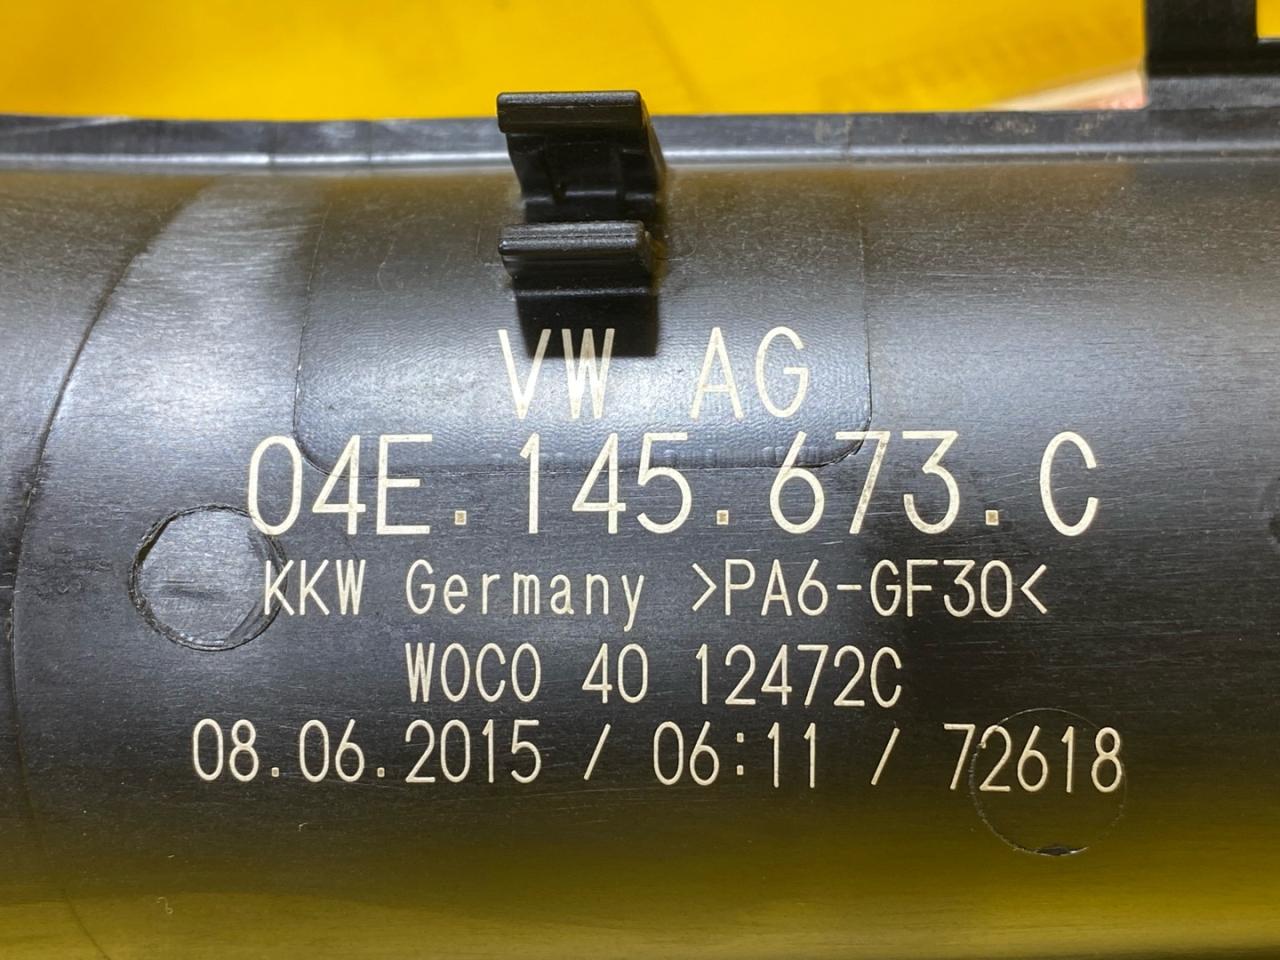 VW AG
04E.145.673.C
KKW Germany >PA6-GF30<
WOCO 40 12472C
08.06.2015 / 06:11 / 72618